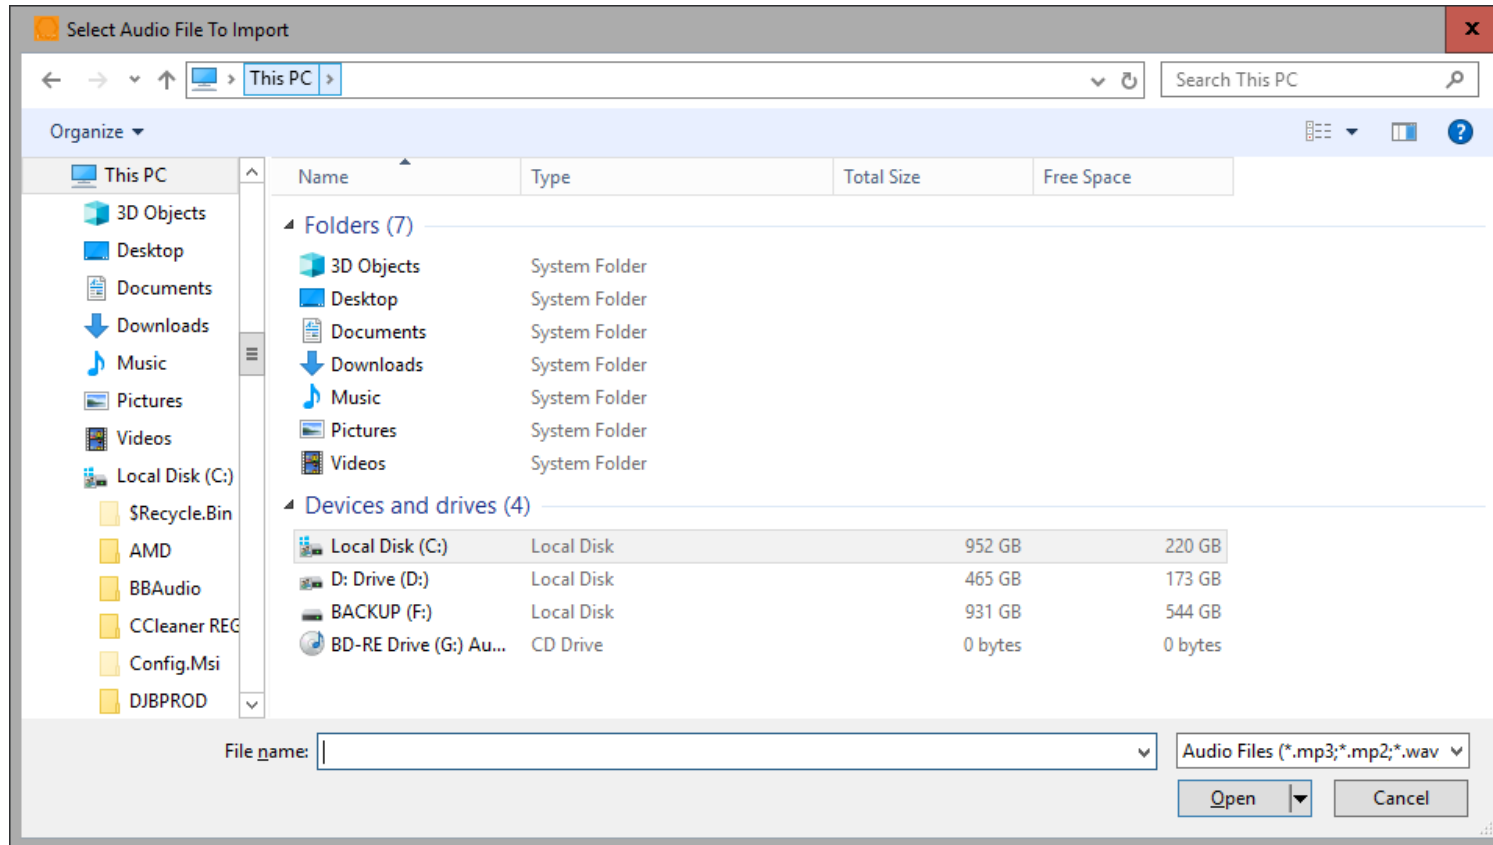 Select Audio File To Import
x
This PC
Search This PC
Organize
?
This PC
3D Objects
Desktop
Documents
Downloads
Music
Pictures
Videos
Local Disk (C:)
$Recycle.Bin
AMD
BBAudio
CCleaner REG
Config.Msi
DJBPROD
Name Type Total Size Free Space
Folders (7)
3D Objects System Folder
Desktop System Folder
Documents System Folder
Downloads System Folder
Music System Folder
Pictures System Folder
Videos System Folder
Devices and drives (4)
Local Disk (C:) Local Disk 952 GB 220 GB
D: Drive (D:) Local Disk 465 GB 173 GB
BACKUP (F:) Local Disk 931 GB 544 GB
BD-RE Drive (G:) Au... CD Drive 0 bytes 0 bytes
File name:
Audio Files (*.mp3;*.mp2;*.wav
Open Cancel